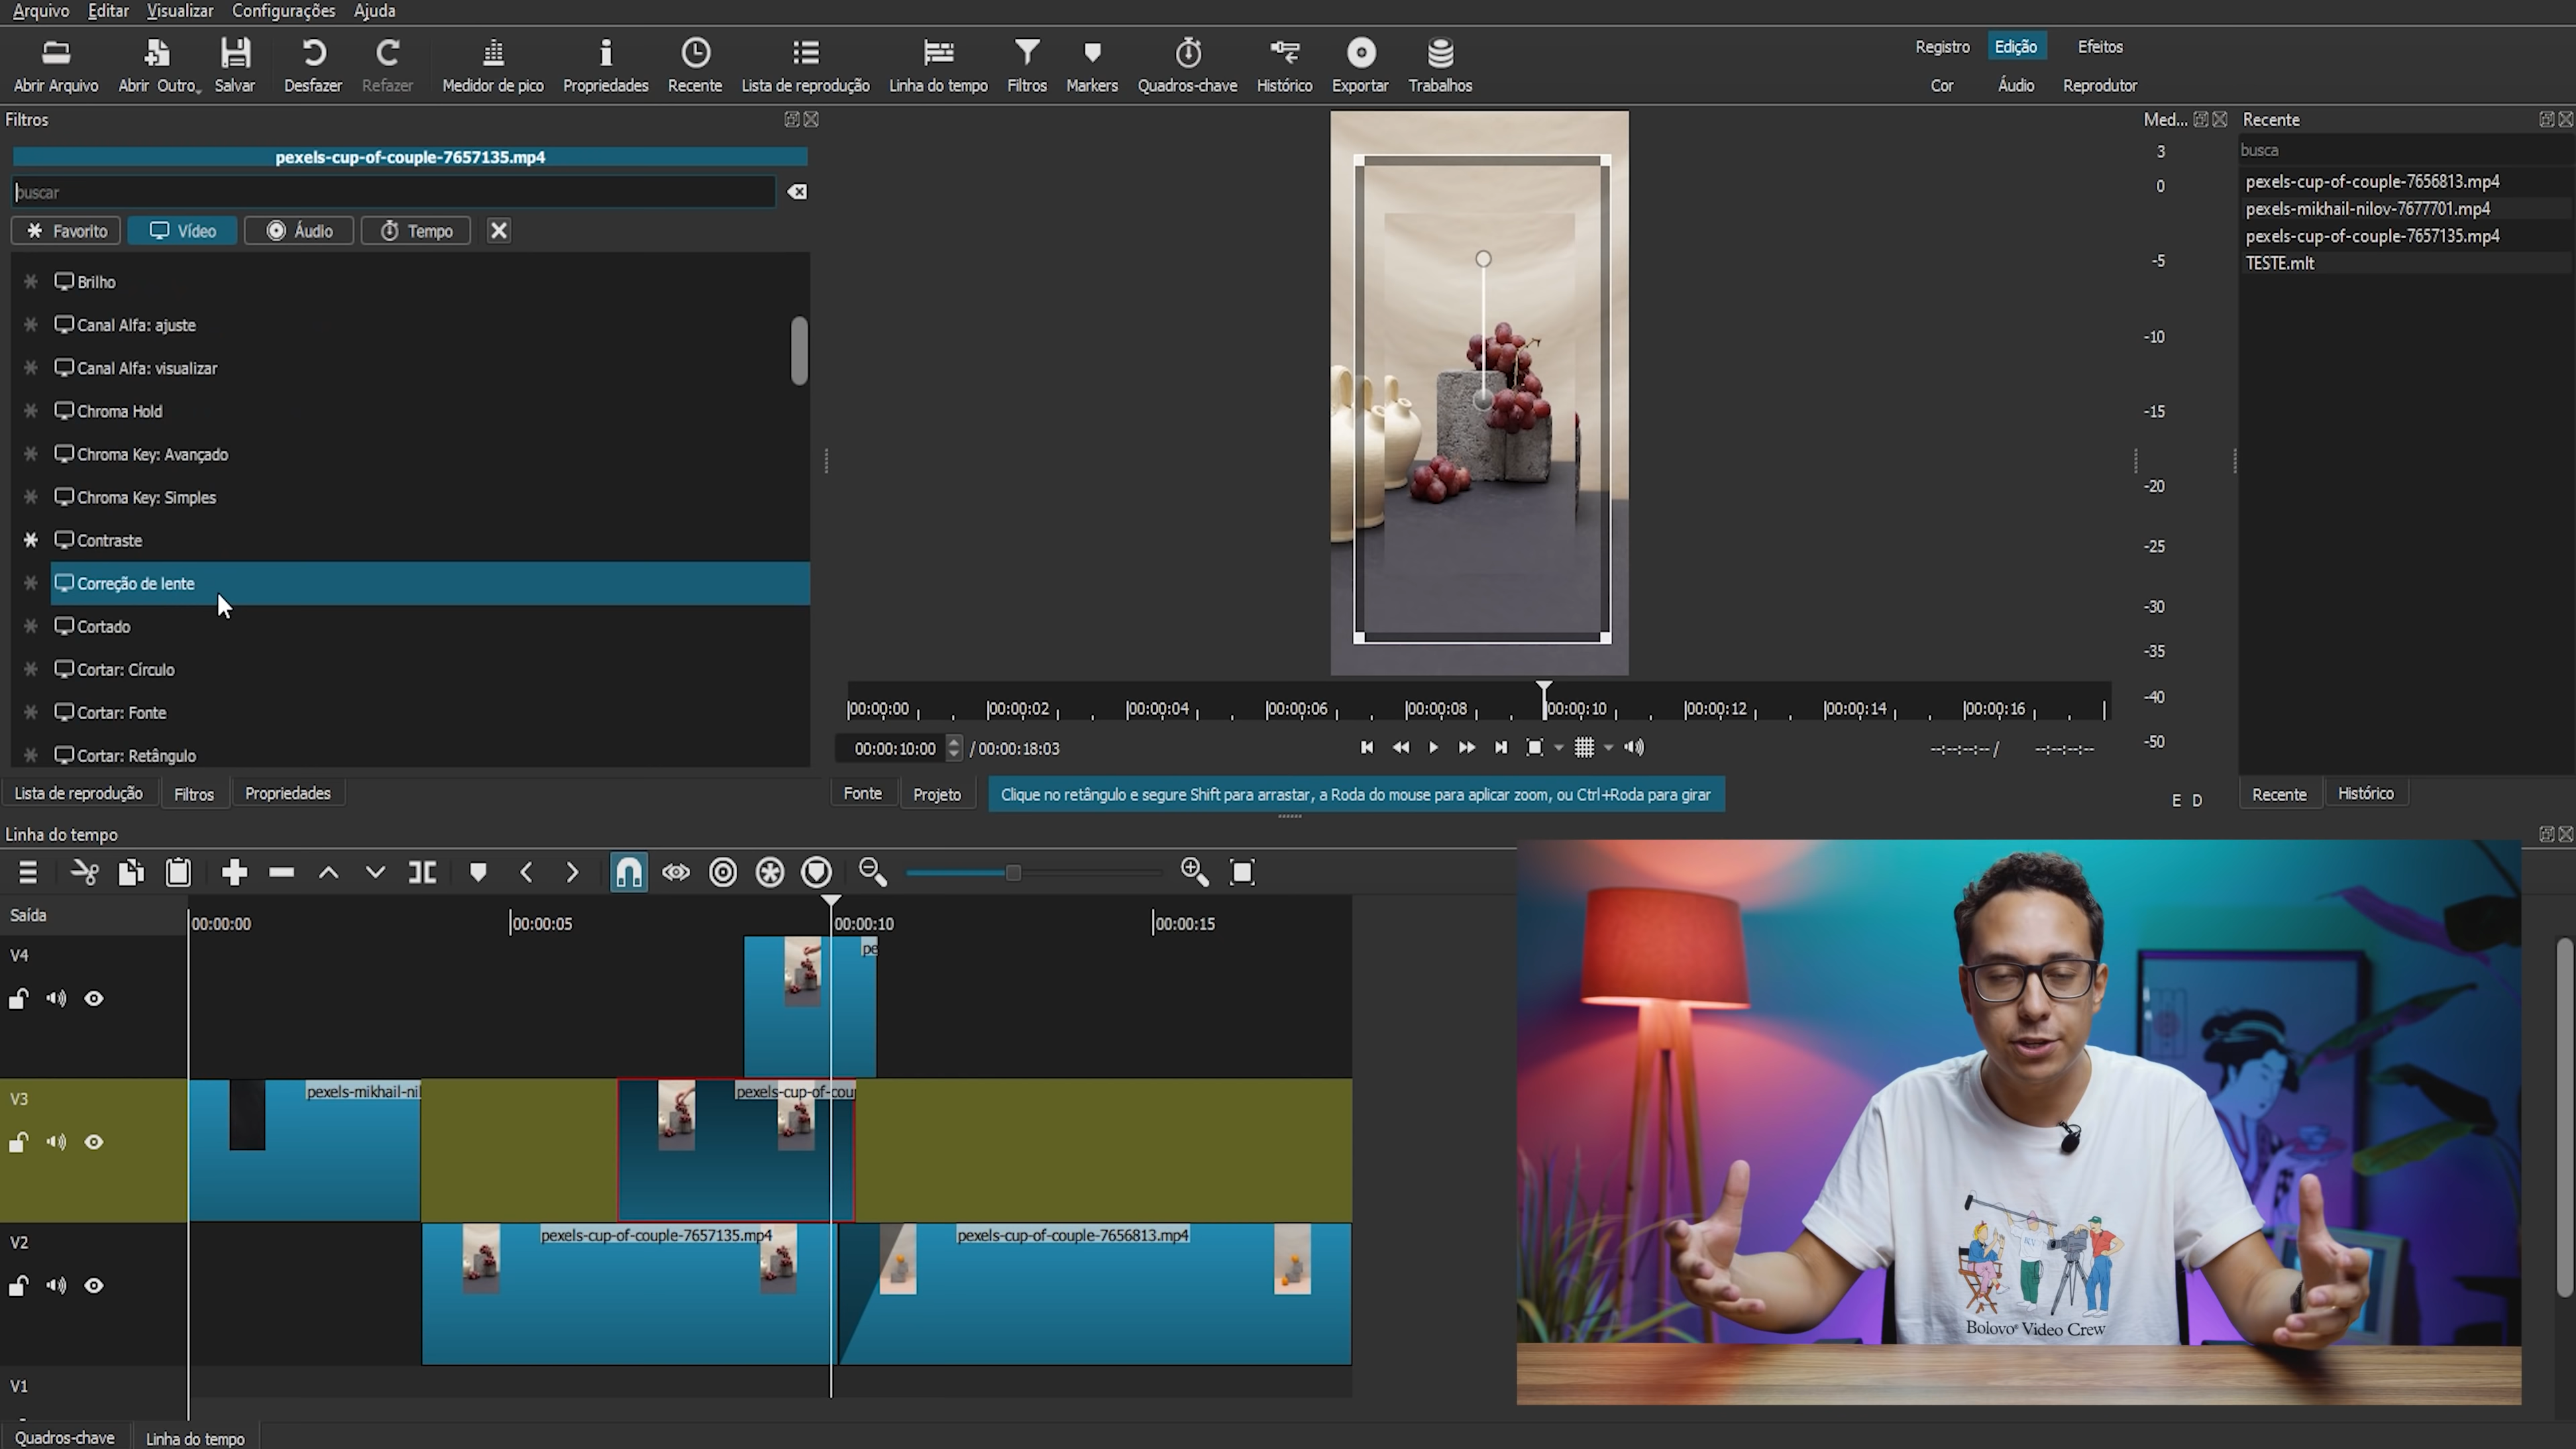 Arquivo Editar Visualizar Configurações Ajuda
Abrir Arquivo Abrir Outro Salvar Desfazer Refazer Medidor de pico Propriedades Recente Lista de reprodução Linha do tempo Filtros Markers Quadros-chave Histórico Exportar Trabalhos
Registro Edição Efeitos
Cor Áudio Reprodutor
Filtros
pexels-cup-of-couple-7657135.mp4
buscar
Favorito Vídeo Áudio Tempo
Brilho
Canal Alfa: ajuste
Canal Alfa: visualizar
Chroma Hold
Chroma Key: Avançado
Chroma Key: Simples
Contraste
Correção de lente
Cortado
Cortar: Círculo
Cortar: Fonte
Cortar: Retângulo
Lista de reprodução Filtros Propriedades
00:00:00 00:00:02 00:00:04 00:00:06 00:00:08 00:00:10 00:00:12 00:00:14 00:00:16
00:00:10:00 / 00:00:18:03
--:--:--:-- / --:--:--:--
Fonte Projeto Clique no retângulo e segure Shift para arrastar, a Roda do mouse para aplicar zoom, ou Ctrl+Roda para girar
Med...
3
0
-5
-10
-15
-20
-25
-30
-35
-40
-50
E D
Recente
busca
pexels-cup-of-couple-7656813.mp4
pexels-mikhail-nilov-7677701.mp4
pexels-cup-of-couple-7657135.mp4
TESTE.mlt
Recente Histórico
Linha do tempo
Saída
00:00:00 00:00:05 00:00:10 00:00:15
V4
pe
V3
pexels-mikhail-nil
pexels-cup-of-cou
V2
pexels-cup-of-couple-7657135.mp4
pexels-cup-of-couple-7656813.mp4
V1
Quadros-chave Linha do tempo
Bolovo® Video Crew